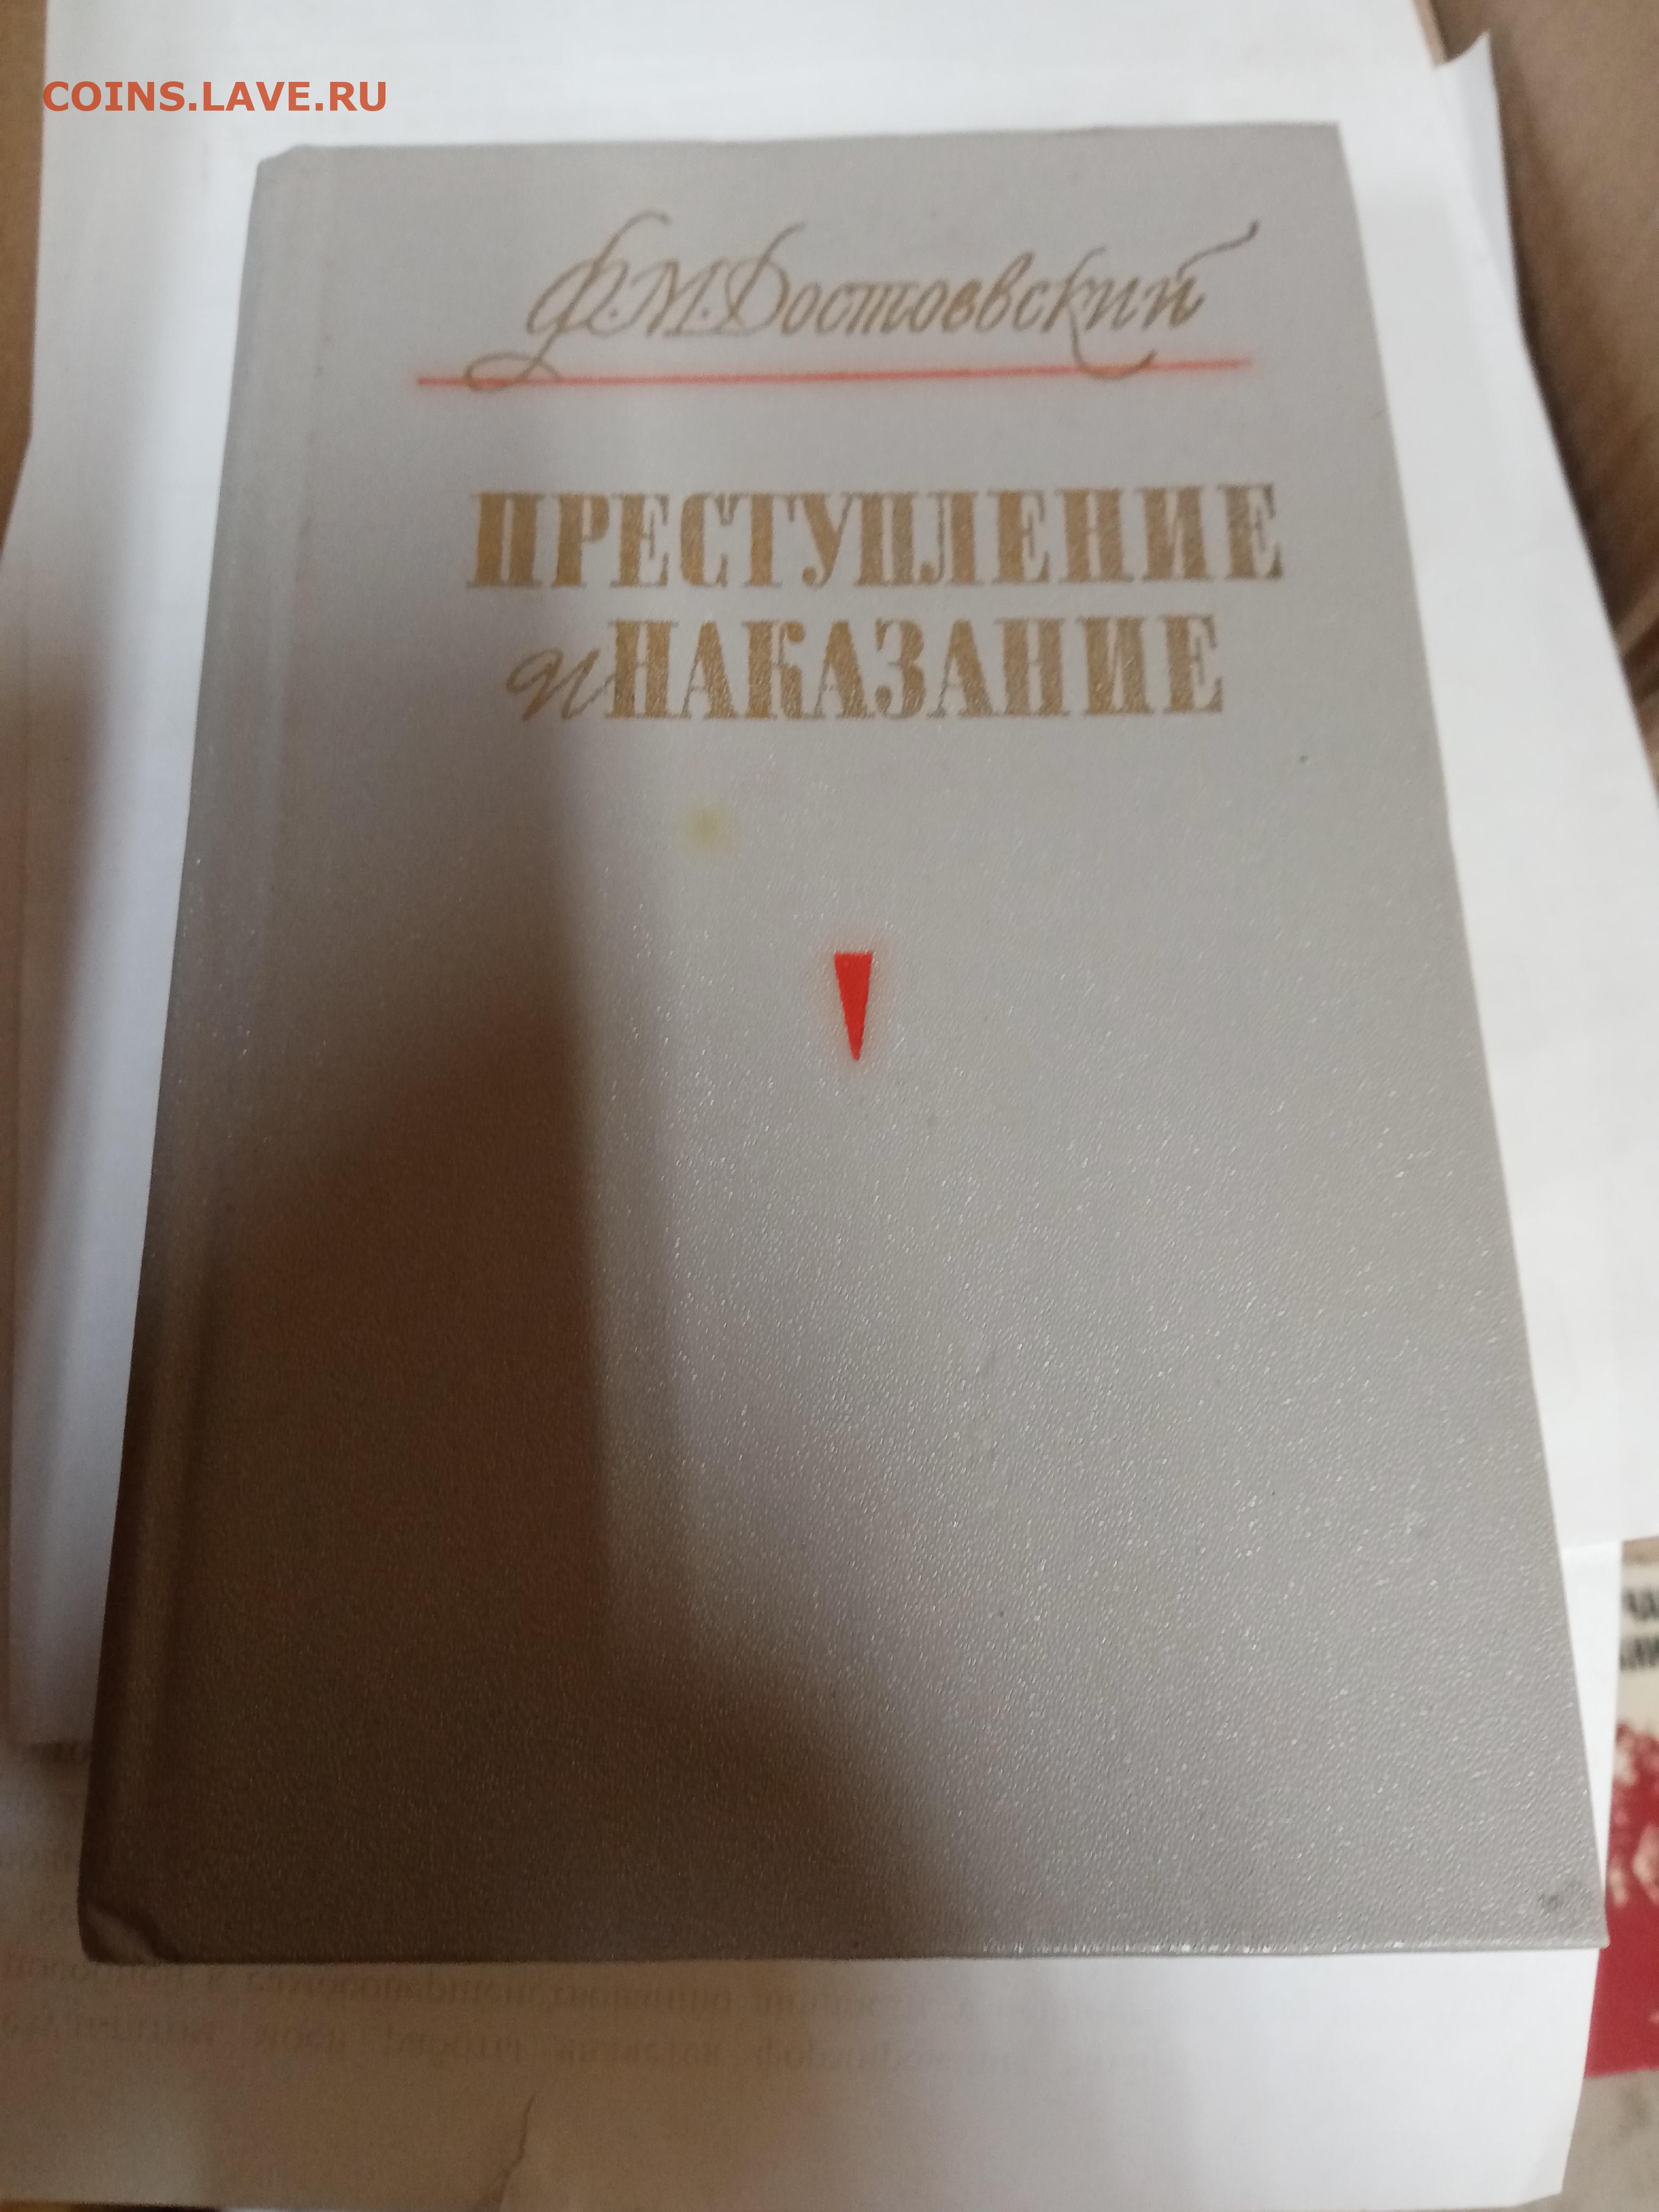 COINS.LAVE.RU
Ф.М.Достоевский
ПРЕСТУПЛЕНИЕ
и НАКАЗАНИЕ